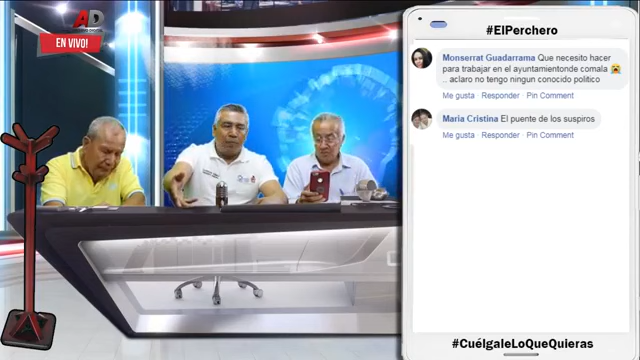 AD
EN VIVO!
#ElPerchero
Monserrat Guadarrama Que necesito hacer
para trabajar en el ayuntamientonde comala 😭
.. aclaro no tengo ningun conocido politico
Me gusta · Responder · Pin Comment
Maria Cristina El puente de los suspiros
Me gusta · Responder · Pin Comment
#CuélgaleLoQueQuieras